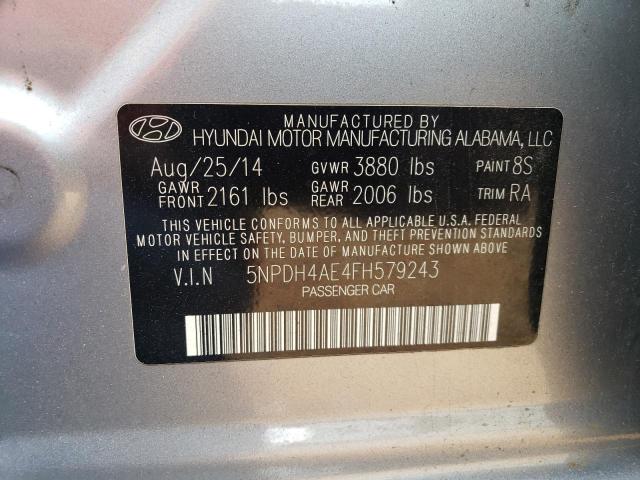 MANUFACTURED BY
HYUNDAI MOTOR MANUFACTURING ALABAMA, LLC
Aug/25/14 GVWR 3880 lbs PAINT 8S
GAWR FRONT 2161 lbs GAWR REAR 2006 lbs TRIM RA
THIS VEHICLE CONFORMS TO ALL APPLICABLE U.S.A. FEDERAL
MOTOR VEHICLE SAFETY, BUMPER, AND THEFT PREVENTION STANDARDS
IN EFFECT ON THE DATE OF MANUFACTURE SHOWN ABOVE.
V.I.N 5NPDH4AE4FH579243
PASSENGER CAR